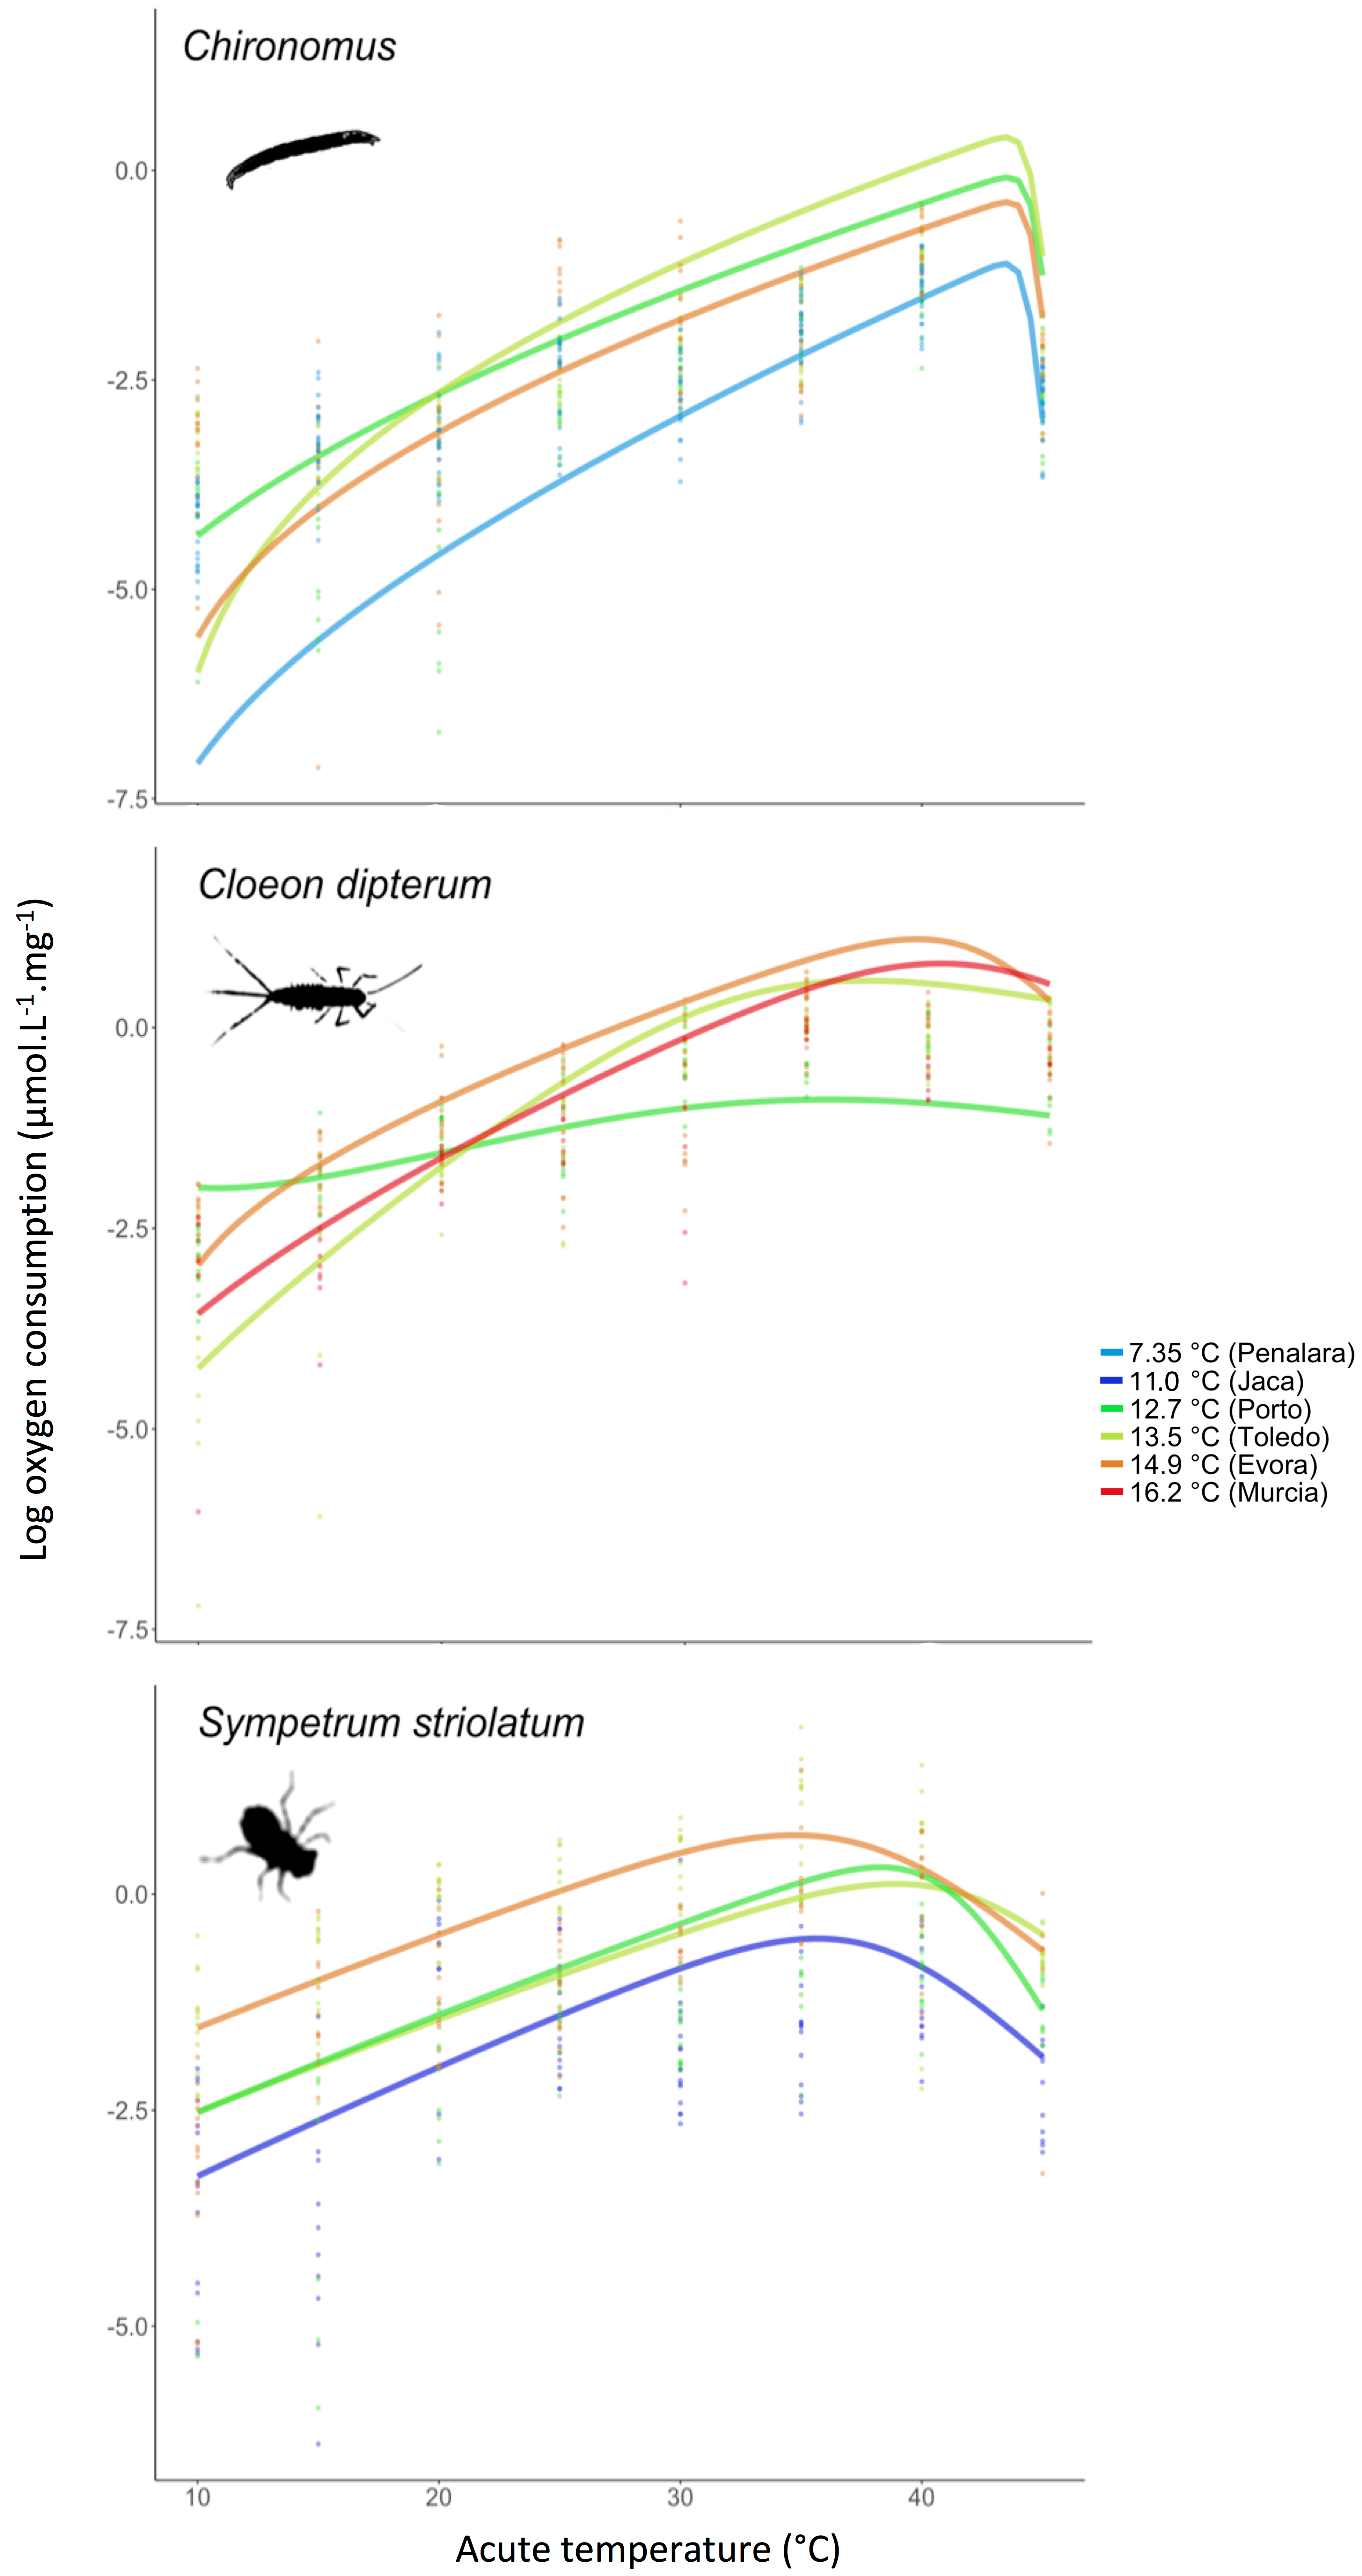 Chironomus
0.0
-2.5
-5.0
-7.5
Cloeon dipterum
0.0
-2.5
-5.0
-7.5
Log oxygen consumption (µmol.L⁻¹.mg⁻¹)
7.35 °C (Penalara)
11.0 °C (Jaca)
12.7 °C (Porto)
13.5 °C (Toledo)
14.9 °C (Evora)
16.2 °C (Murcia)
Sympetrum striolatum
0.0
-2.5
-5.0
10 20 30 40
Acute temperature (°C)